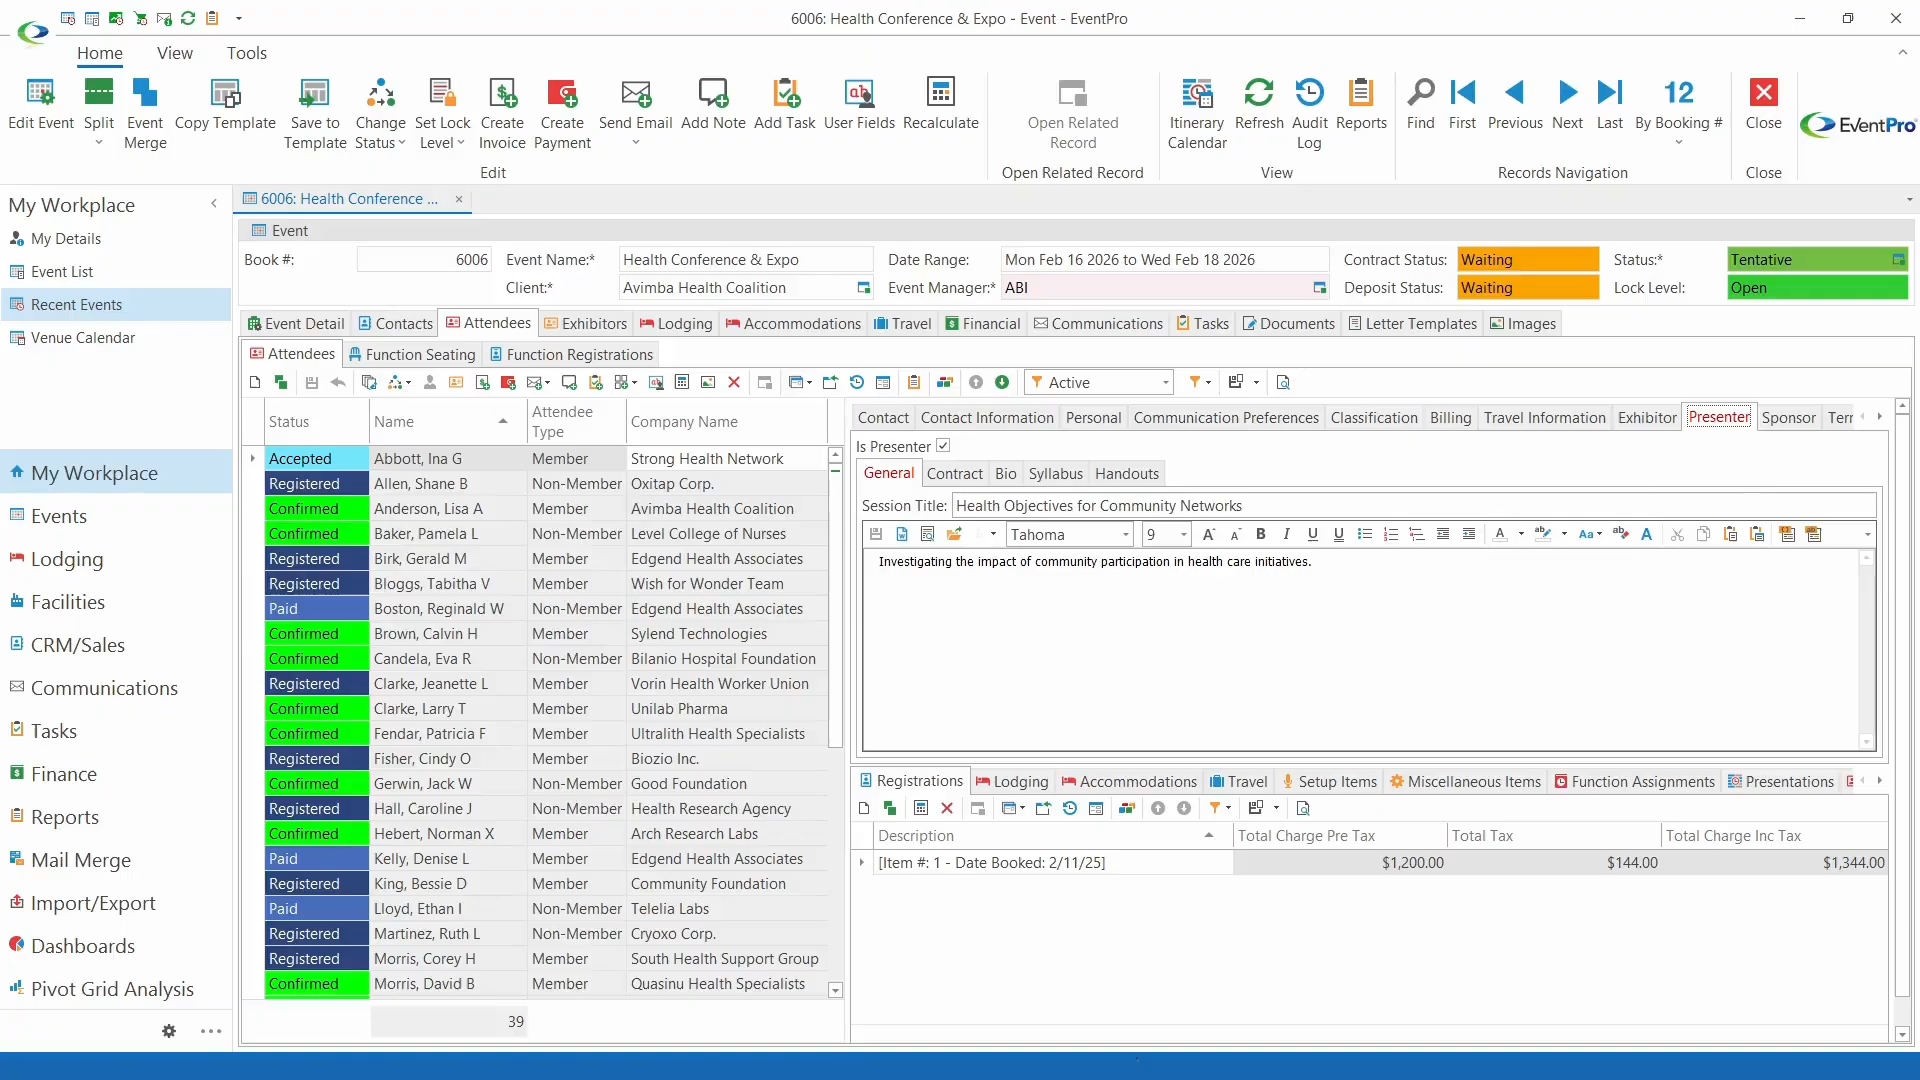 6006: Health Conference & Expo - Event - EventPro
Home View Tools
Edit Event Split Event Merge Copy Template Save to Template Change Status Set Lock Level Create Invoice Create Payment Send Email Add Note Add Task User Fields Recalculate Open Related Record Itinerary Calendar Refresh Audit Log Reports Find First Previous Next Last 12 By Booking # Close EventPro
Edit Open Related Record View Records Navigation Close
My Workplace
My Details
Event List
Recent Events
Venue Calendar
My Workplace
Events
Lodging
Facilities
CRM/Sales
Communications
Tasks
Finance
Reports
Mail Merge
Import/Export
Dashboards
Pivot Grid Analysis
6006: Health Conference ...
Event
Book #: 6006 Event Name:* Health Conference & Expo Date Range: Mon Feb 16 2026 to Wed Feb 18 2026 Contract Status: Waiting Status:* Tentative
Client:* Avimba Health Coalition Event Manager:* ABI Deposit Status: Waiting Lock Level: Open
Event Detail Contacts Attendees Exhibitors Lodging Accommodations Travel Financial Communications Tasks Documents Letter Templates Images
Attendees Function Seating Function Registrations
Active
Status Name Attendee Type Company Name
Accepted Abbott, Ina G Member Strong Health Network
Registered Allen, Shane B Non-Member Oxitap Corp.
Confirmed Anderson, Lisa A Member Avimba Health Coalition
Confirmed Baker, Pamela L Non-Member Level College of Nurses
Registered Birk, Gerald M Member Edgend Health Associates
Registered Bloggs, Tabitha V Member Wish for Wonder Team
Paid Boston, Reginald W Non-Member Edgend Health Associates
Confirmed Brown, Calvin H Member Sylend Technologies
Confirmed Candela, Eva R Non-Member Bilanio Hospital Foundation
Registered Clarke, Jeanette L Member Vorin Health Worker Union
Confirmed Clarke, Larry T Member Unilab Pharma
Confirmed Fendar, Patricia F Member Ultralith Health Specialists
Registered Fisher, Cindy O Member Biozio Inc.
Confirmed Gerwin, Jack W Non-Member Good Foundation
Registered Hall, Caroline J Non-Member Health Research Agency
Confirmed Hebert, Norman X Member Arch Research Labs
Paid Kelly, Denise L Member Edgend Health Associates
Registered King, Bessie D Member Community Foundation
Paid Lloyd, Ethan I Non-Member Telelia Labs
Registered Martinez, Ruth L Non-Member Cryoxo Corp.
Registered Morris, Corey H Member South Health Support Group
Confirmed Morris, David B Member Quasinu Health Specialists
39
Contact Contact Information Personal Communication Preferences Classification Billing Travel Information Exhibitor Presenter Sponsor Terr
Is Presenter
General Contract Bio Syllabus Handouts
Session Title: Health Objectives for Community Networks
Tahoma 9
Investigating the impact of community participation in health care initiatives.
Registrations Lodging Accommodations Travel Setup Items Miscellaneous Items Function Assignments Presentations
Description Total Charge Pre Tax Total Tax Total Charge Inc Tax
[Item #: 1 - Date Booked: 2/11/25] $1,200.00 $144.00 $1,344.00